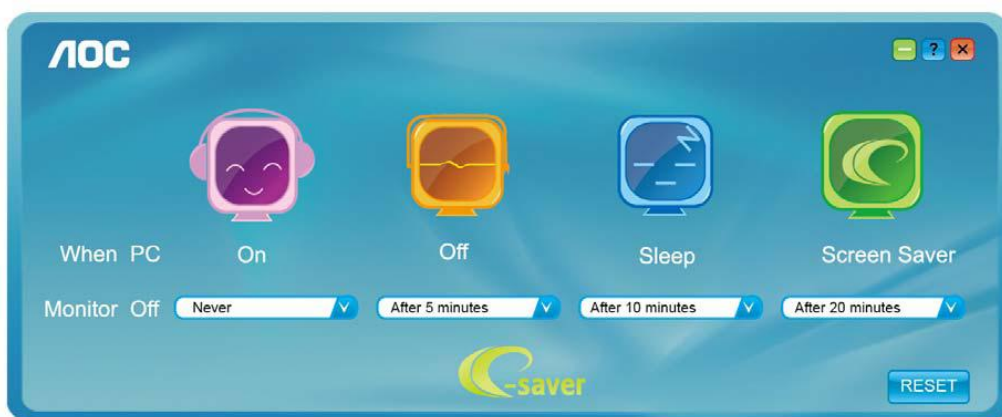 AOC
?
When PC On Off Sleep Screen Saver
Monitor Off Never After 5 minutes After 10 minutes After 20 minutes
e-saver
RESET